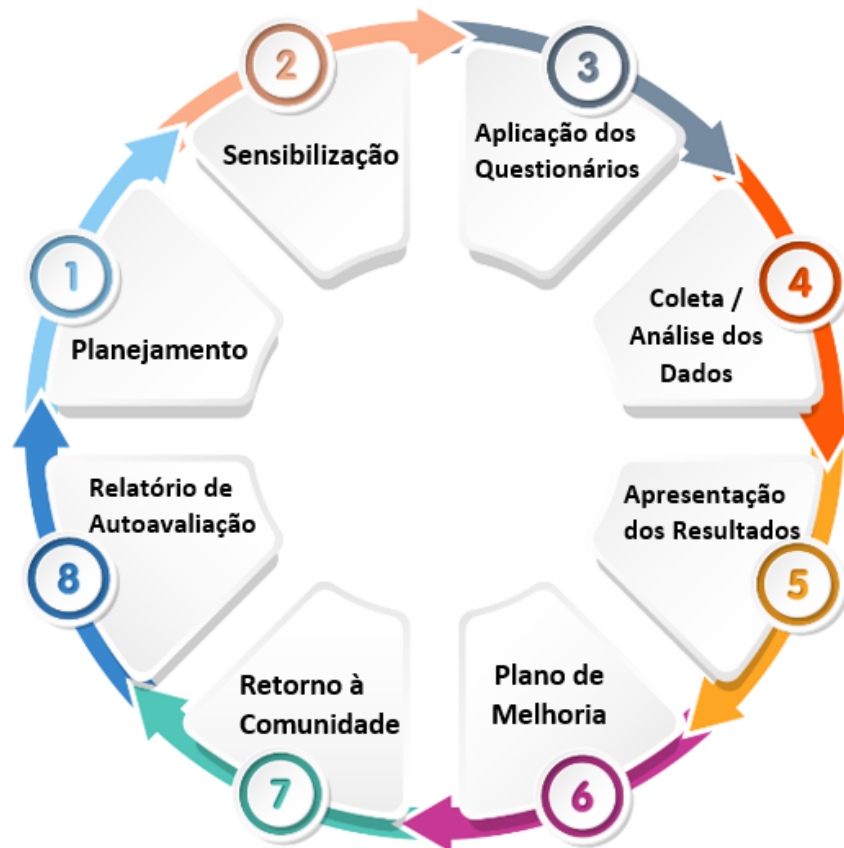 1
Planejamento
2
Sensibilização
3
Aplicação dos
Questionários
4
Coleta /
Análise dos
Dados
5
Apresentação
dos Resultados
6
Plano de
Melhoria
7
Retorno à
Comunidade
8
Relatório de
Autoavaliação